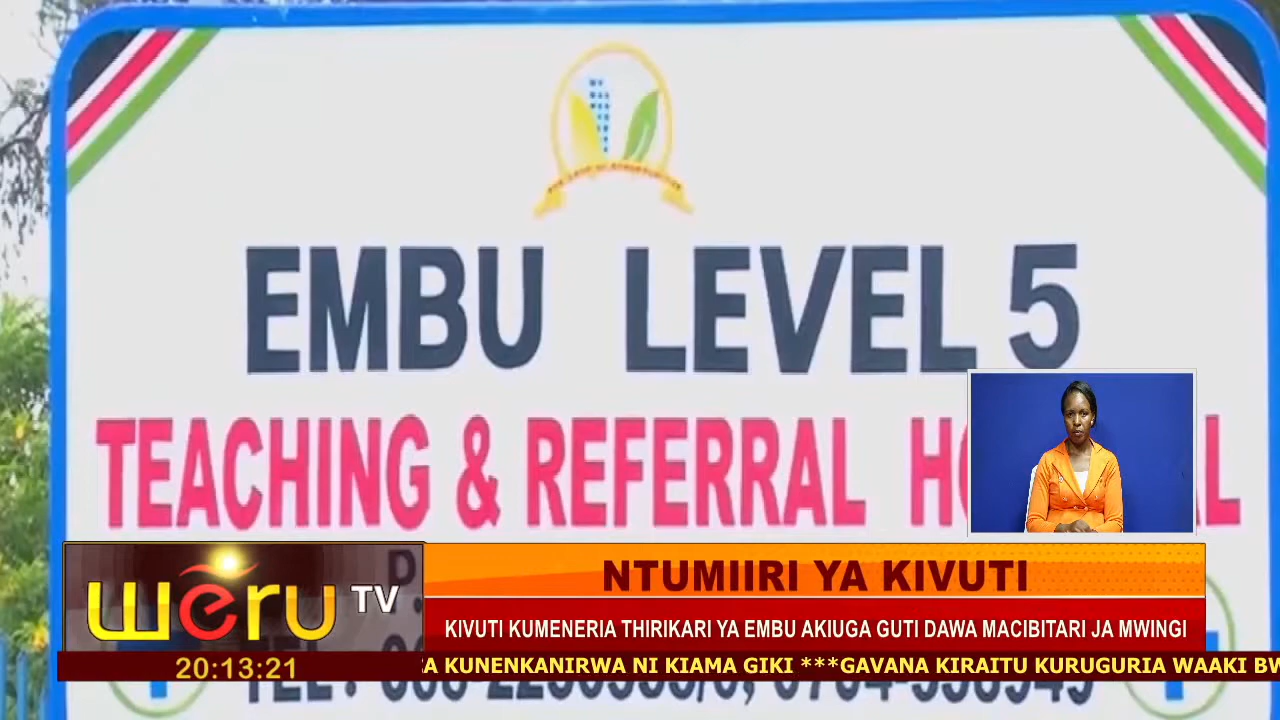 EMBU LEVEL 5
TEACHING & REFERRAL
weru TV
NTUMIIRI YA KIVUTI
KIVUTI KUMENERIA THIRIKARI YA EMBU AKIUGA GUTI DAWA MACIBITARI JA MWINGI
20:13:21
KUNENKANIRWA NI KIAMA GIKI ***GAVANA KIRAITU KURUGURIA WAAKI